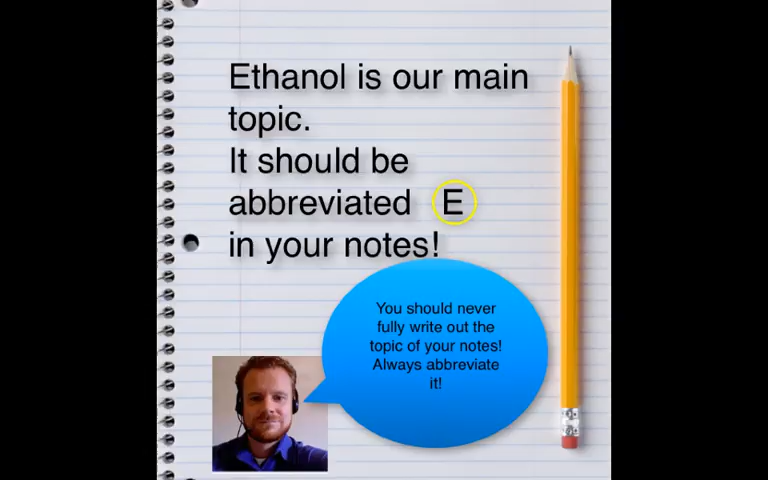 Ethanol is our main
topic.
It should be
abbreviated E
in your notes!
You should never
fully write out the
topic of your notes!
Always abbreviate
it!